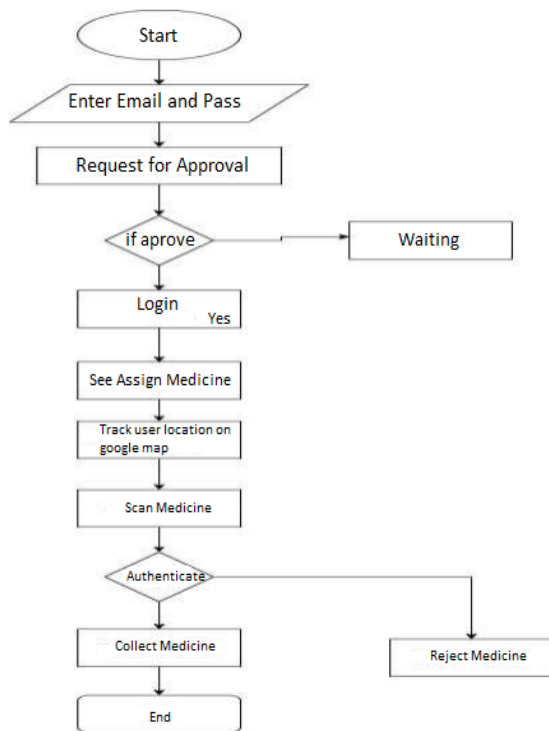 Start
Enter Email and Pass
Request for Approval
if aprove
Waiting
Login
Yes
See Assign Medicine
Track user location on
google map
Scan Medicine
Authenticate
Collect Medicine
Reject Medicine
End